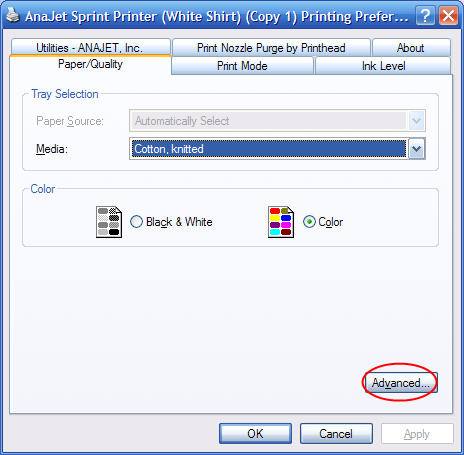 AnaJet Sprint Printer (White Shirt) (Copy 1) Printing Prefer...
Utilities - ANAJET, Inc. Print Nozzle Purge by Printhead About
Paper/Quality Print Mode Ink Level
Tray Selection
Paper Source: Automatically Select
Media: Cotton, knitted
Color
Black & White Color
Advanced...
OK Cancel Apply